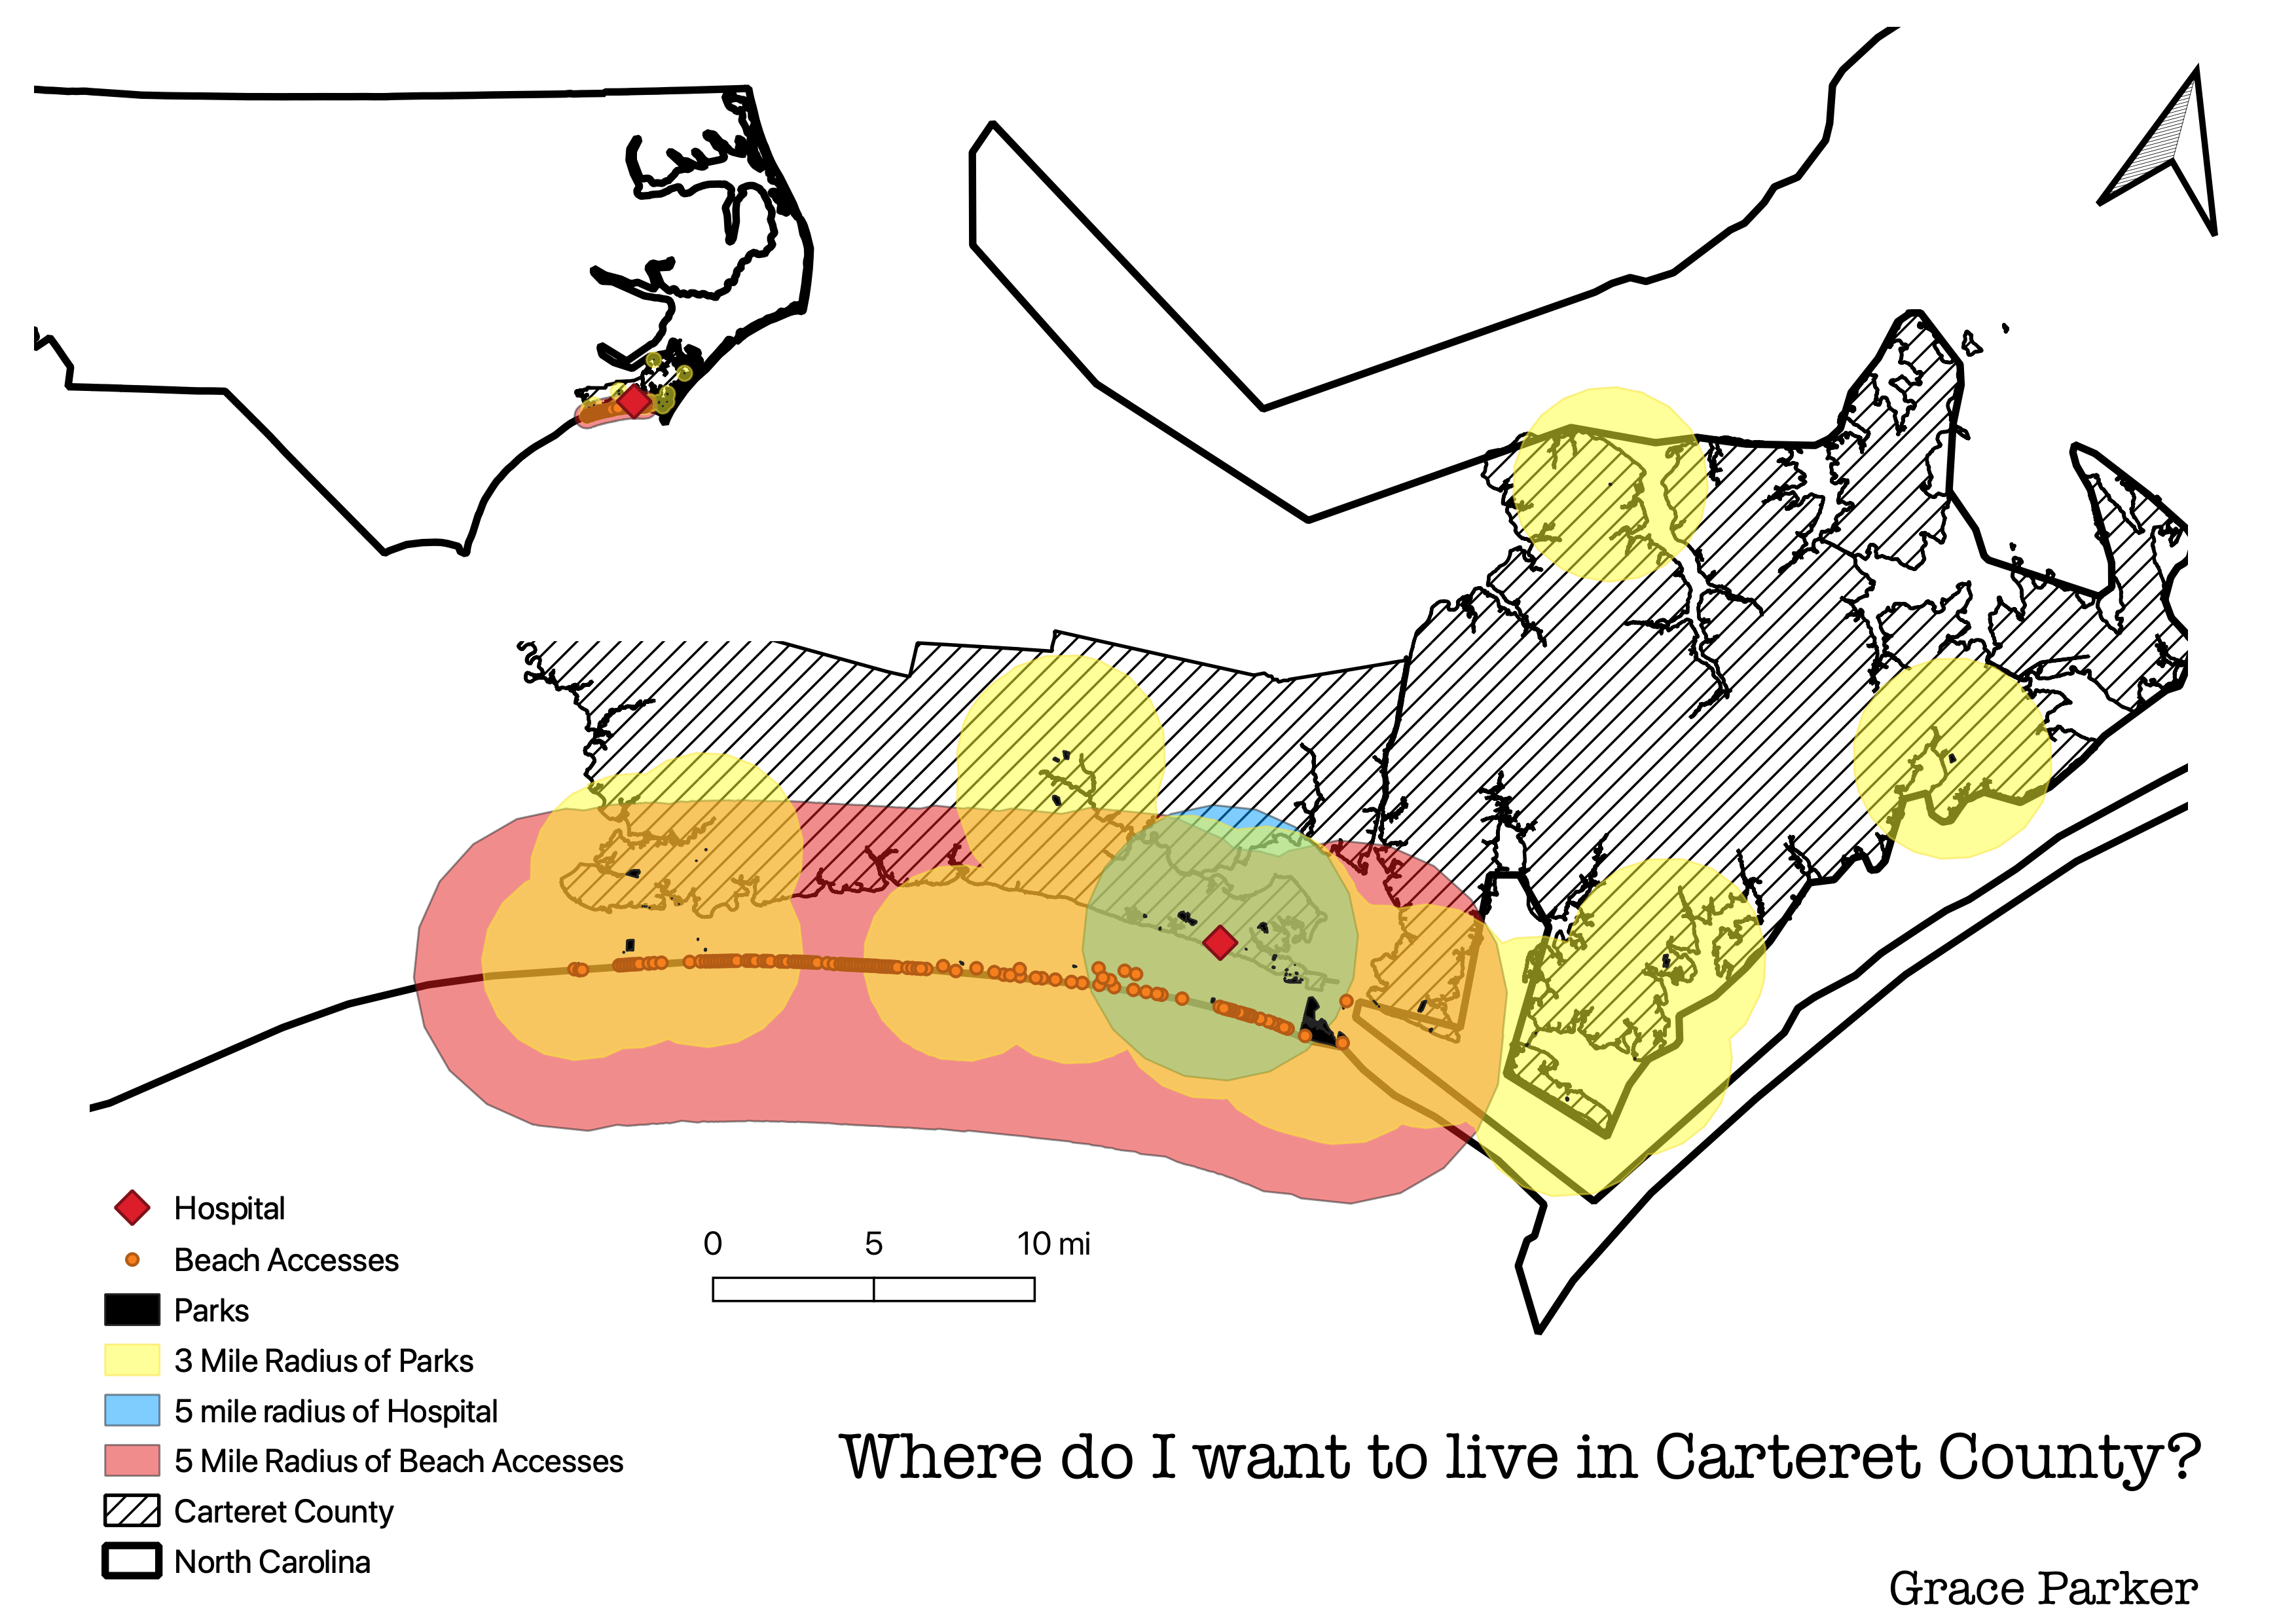 Hospital
Beach Accesses
Parks
3 Mile Radius of Parks
5 mile radius of Hospital
5 Mile Radius of Beach Accesses
Carteret County
North Carolina
0 5 10 mi
Where do I want to live in Carteret County?
Grace Parker